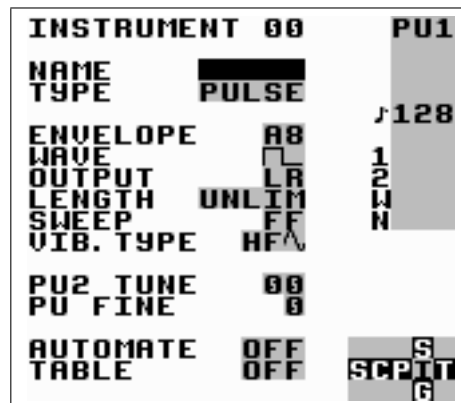 INSTRUMENT 00 PU1
NAME
TYPE PULSE
♪128
ENVELOPE A8
WAVE 1
OUTPUT LR 2
LENGTH UNLIM W
SWEEP FF N
VIB. TYPE HF
PU2 TUNE 00
PU FINE 0
AUTOMATE OFF S
TABLE OFF SCPIT
G